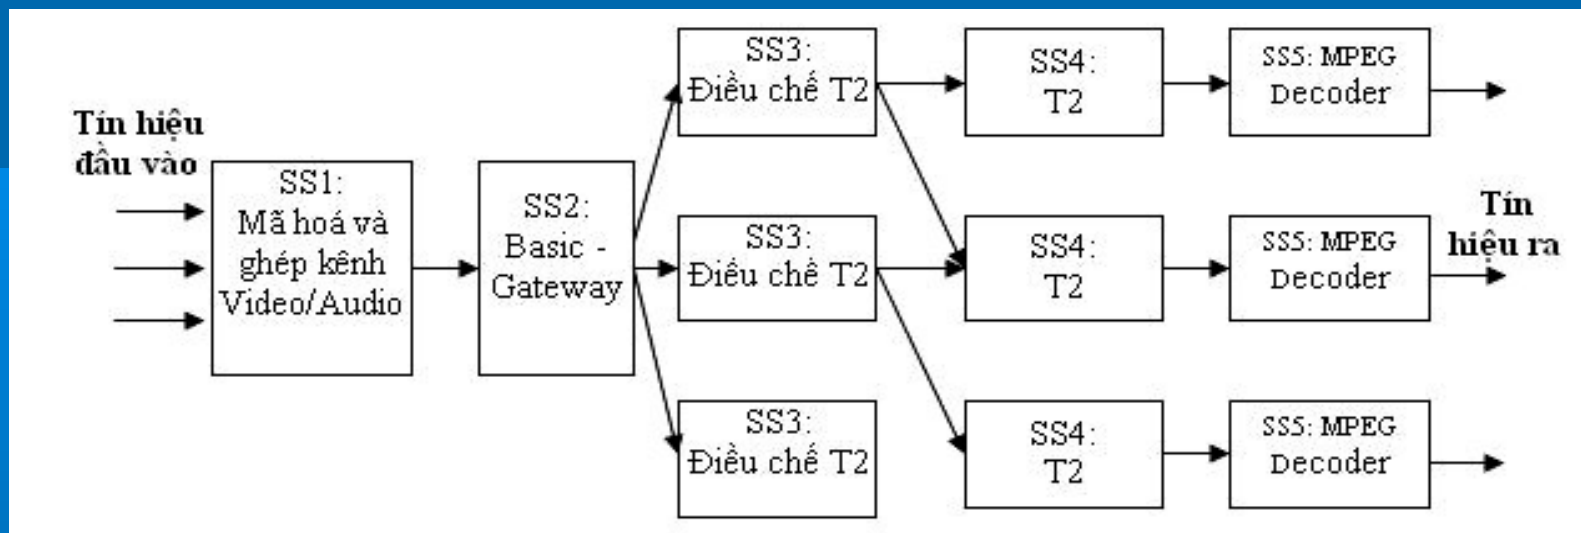 Tín hiệu
đầu vào
SS1:
Mã hoá và
ghép kênh
Video/Audio
SS2:
Basic -
Gateway
SS3:
Điều chế T2
SS4:
T2
SS5: MPEG
Decoder
SS3:
Điều chế T2
SS4:
T2
SS5: MPEG
Decoder
Tín
hiệu ra
SS3:
Điều chế T2
SS4:
T2
SS5: MPEG
Decoder